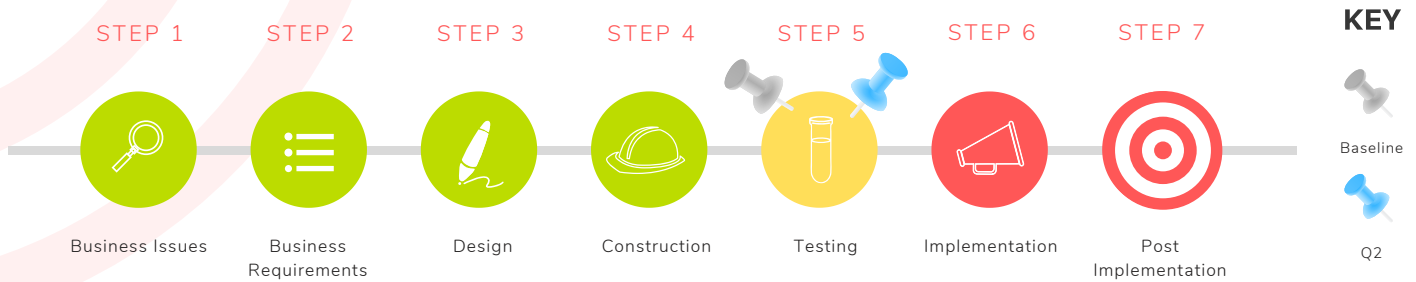 STEP 1
STEP 2
STEP 3
STEP 4
STEP 5
STEP 6
STEP 7
KEY
Baseline
Business Issues
Business
Requirements
Design
Construction
Testing
Implementation
Post
Implementation
Q2